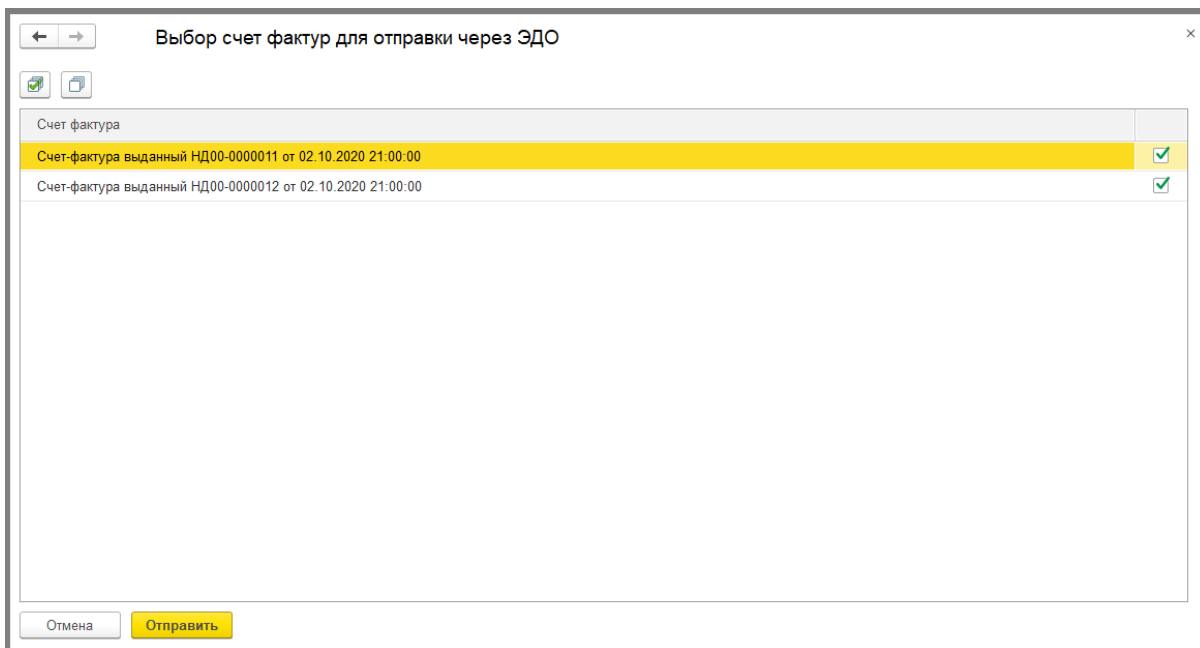 Выбор счет фактур для отправки через ЭДО
Счет фактура
Счет-фактура выданный НД00-0000011 от 02.10.2020 21:00:00
Счет-фактура выданный НД00-0000012 от 02.10.2020 21:00:00
Отмена Отправить